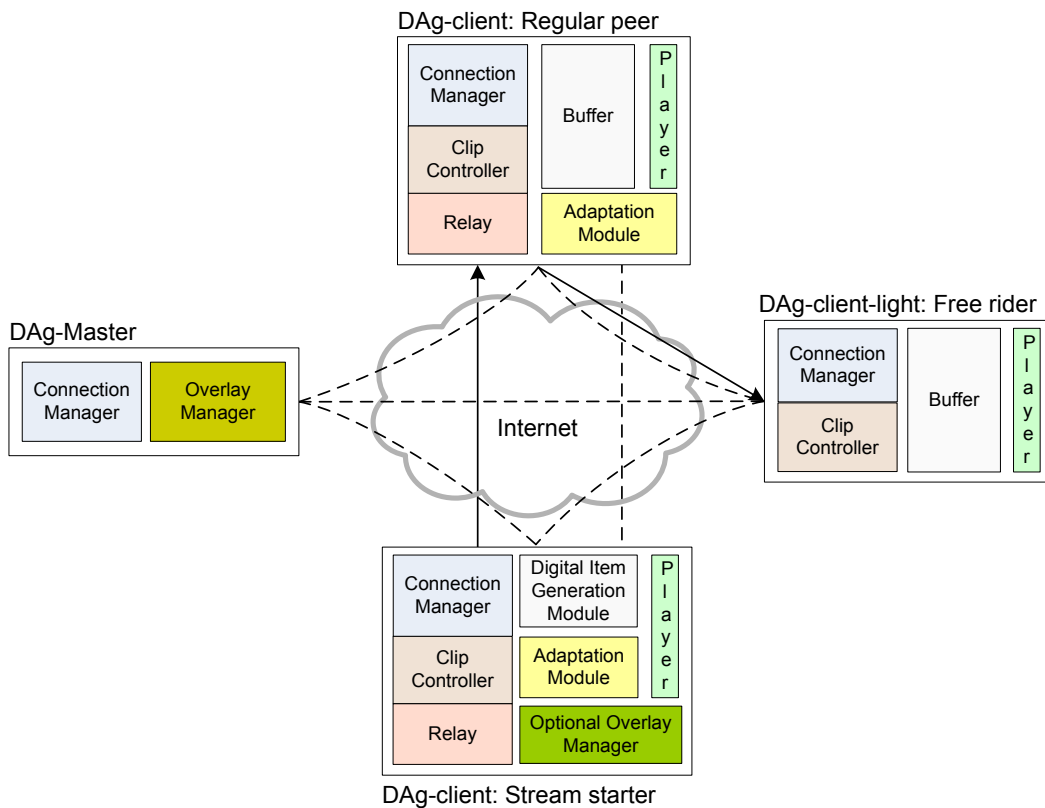 DAg-client: Regular peer
Connection
Manager
Clip
Controller
Relay
Buffer
P
l
a
y
e
r
Adaptation
Module
DAg-Master
Connection
Manager
Overlay
Manager
Internet
DAg-client-light: Free rider
Connection
Manager
Clip
Controller
Buffer
P
l
a
y
e
r
Connection
Manager
Clip
Controller
Relay
Digital Item
Generation
Module
Adaptation
Module
Optional Overlay
Manager
P
l
a
y
e
r
DAg-client: Stream starter